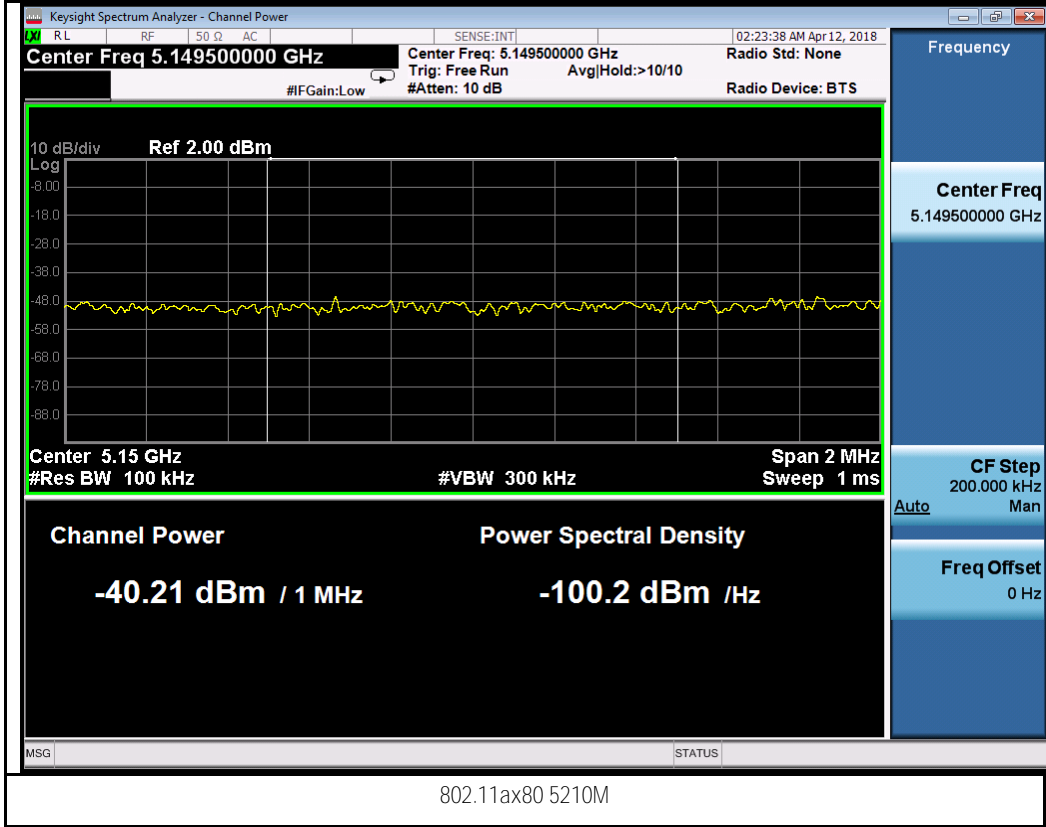 Keysight Spectrum Analyzer - Channel Power
LXI RL RF 50 Ω AC SENSE:INT 02:23:38 AM Apr 12, 2018
Center Freq 5.149500000 GHz
#IFGain:Low
Center Freq: 5.149500000 GHz
Trig: Free Run Avg|Hold:>10/10
#Atten: 10 dB
Radio Std: None
Radio Device: BTS
10 dB/div Ref 2.00 dBm
Log
-8.00
-18.0
-28.0
-38.0
-48.0
-58.0
-68.0
-78.0
-88.0
Center 5.15 GHz Span 2 MHz
#Res BW 100 kHz #VBW 300 kHz Sweep 1 ms
Channel Power Power Spectral Density
-40.21 dBm / 1 MHz -100.2 dBm /Hz
Frequency
Center Freq
5.149500000 GHz
CF Step
200.000 kHz
Auto Man
Freq Offset
0 Hz
MSG STATUS
802.11ax80 5210M